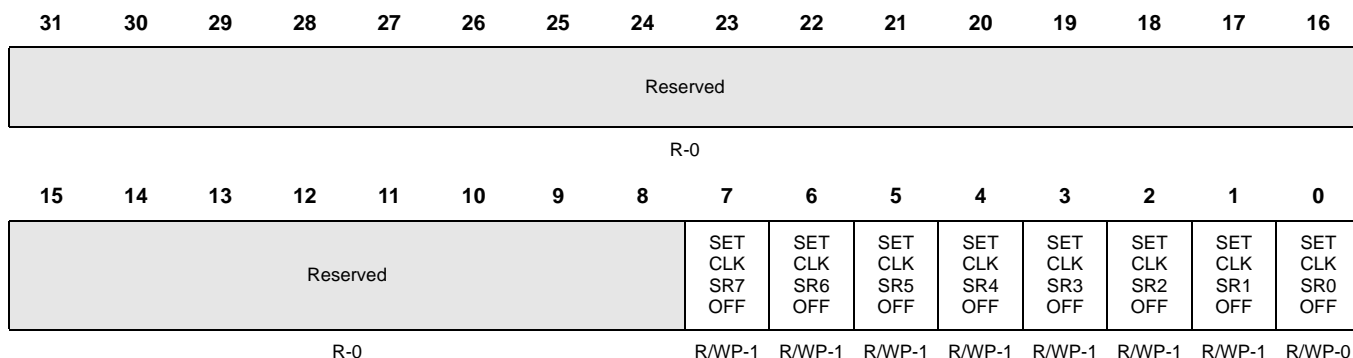 31 30 29 28 27 26 25 24 23 22 21 20 19 18 17 16
Reserved
R-0
15 14 13 12 11 10 9 8 7 6 5 4 3 2 1 0
SET SET SET SET SET SET SET SET
CLK CLK CLK CLK CLK CLK CLK CLK
Reserved
SR7 SR6 SR5 SR4 SR3 SR2 SR1 SR0
OFF OFF OFF OFF OFF OFF OFF OFF
R-0 R/WP-1 R/WP-1 R/WP-1 R/WP-1 R/WP-1 R/WP-1 R/WP-1 R/WP-0